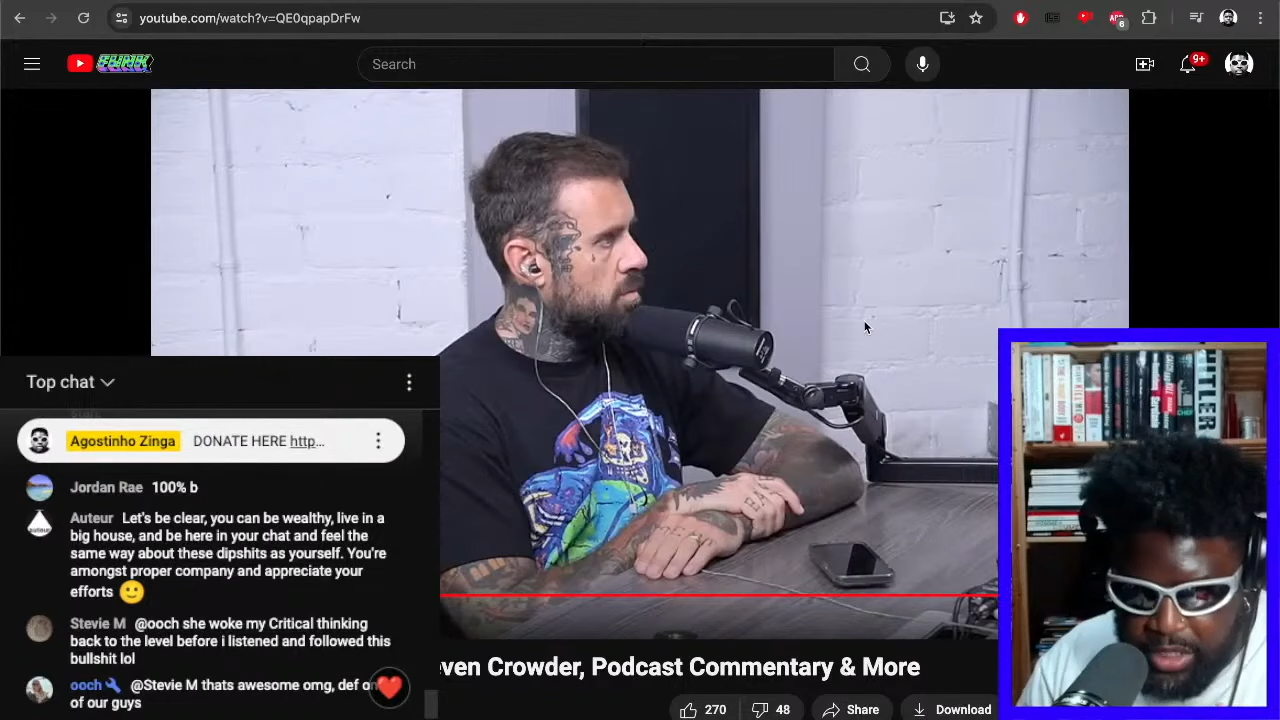 youtube.com/watch?v=QE0qpapDrFw
6
FUNK
Search
9+
Top chat
Agostinho Zinga DONATE HERE http...
Jordan Rae 100% b
Auteur Let's be clear, you can be wealthy, live in a
big house, and be here in your chat and feel the
same way about these dipshits as yourself. You're
amongst proper company and appreciate your
efforts
Stevie M @ooch she woke my Critical thinking
back to the level before i listened and followed this
bullshit lol
ooch @Stevie M thats awesome omg, def on
of our guys
even Crowder, Podcast Commentary & More
270
48
Share
Download
HITLER